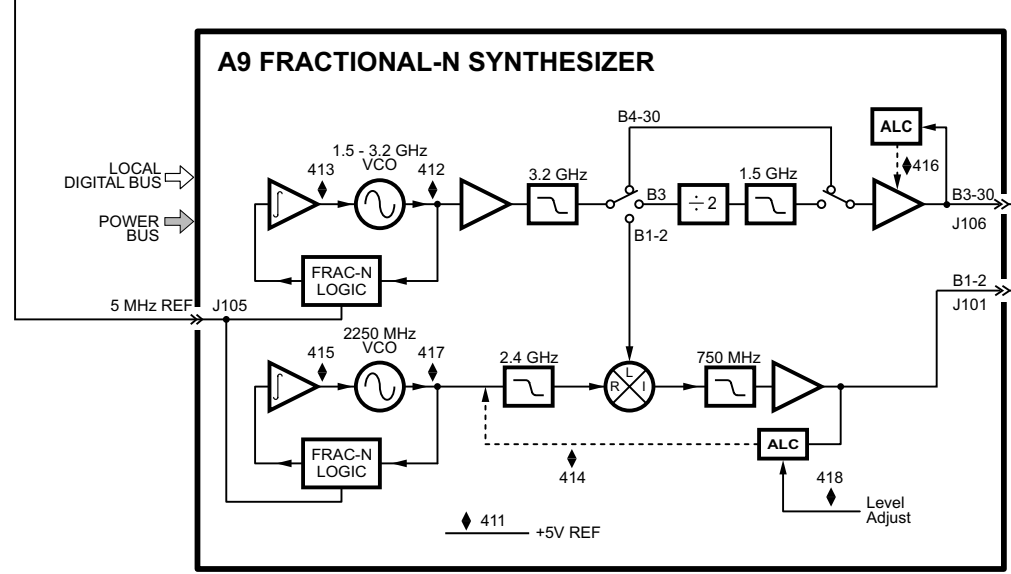 A9 FRACTIONAL-N SYNTHESIZER
B4-30
ALC
416
LOCAL
DIGITAL BUS
1.5 - 3.2 GHz
VCO
413
412
3.2 GHz
1.5 GHz
B3
÷ 2
B3-30
J106
POWER
BUS
B1-2
FRAC-N
LOGIC
B1-2
J101
5 MHz REF
J105
2250 MHz
VCO
415
417
2.4 GHz
750 MHz
L
R
I
ALC
FRAC-N
LOGIC
414
418
Level
Adjust
411
+5V REF